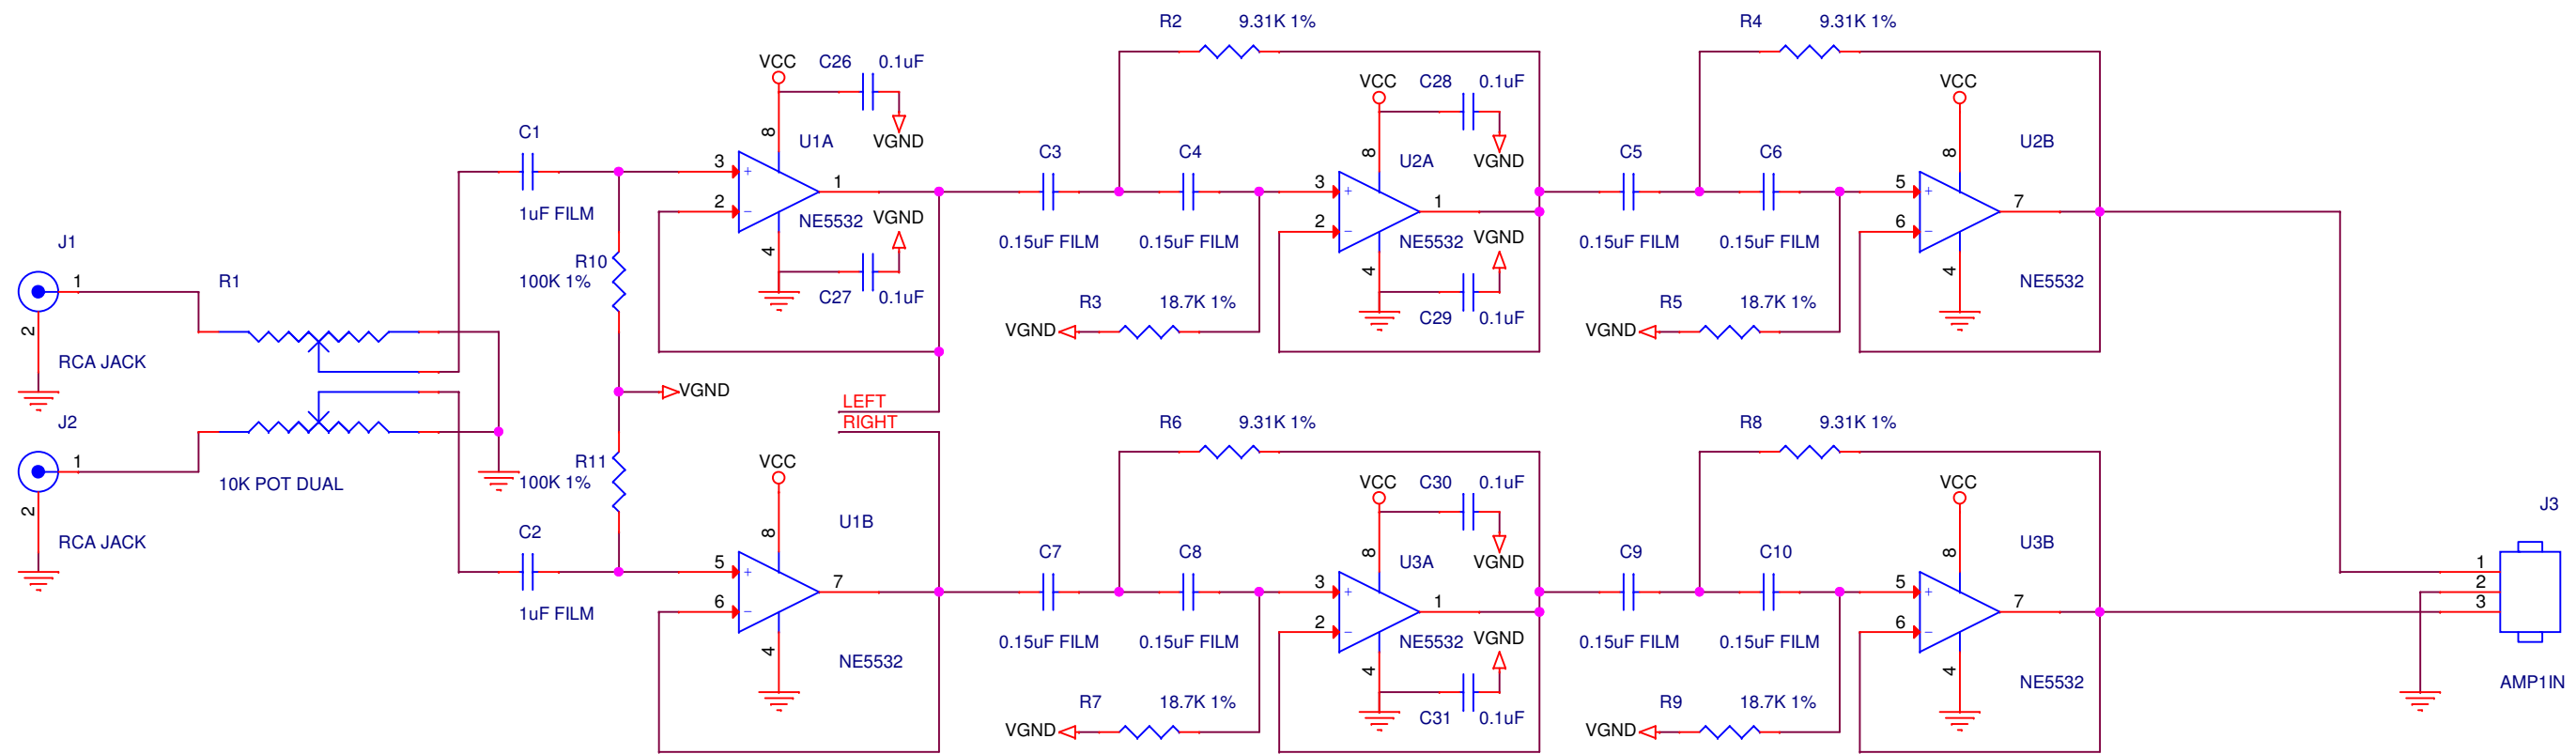 R2 9.31K 1% R4 9.31K 1%
VCC C26 0.1uF
VCC C28 0.1uF VCC
C1 8 U1A VGND
8 U2A VGND 8 U2B
3 + 1 C3 C4 3 + 1 C5 C6 5 + 7
2 - 2 - 6 -
1uF FILM NE5532 VGND
0.15uF FILM 0.15uF FILM NE5532 VGND 0.15uF FILM 0.15uF FILM
J1 4 4 4
R10
100K 1%
1 R1 C27 0.1uF NE5532
2 R3 18.7K 1% C29 0.1uF R5 18.7K 1%
VGND VGND
RCA JACK
VGND
LEFT
RIGHT
J2 R6 9.31K 1% R8 9.31K 1%
1 R11
100K 1%
VCC VCC C30 0.1uF VCC
10K POT DUAL
2 C2 8 U1B J3
RCA JACK 8 U3A VGND 8 U3B
5 + 7 C7 C8 3 + 1 C9 C10 5 + 7 1
6 - 2 - 6 - 2
3
1uF FILM
0.15uF FILM 0.15uF FILM NE5532 VGND 0.15uF FILM 0.15uF FILM
4 NE5532 4 4 NE5532 AMP1IN
R7 18.7K 1% C31 0.1uF R9 18.7K 1%
VGND VGND